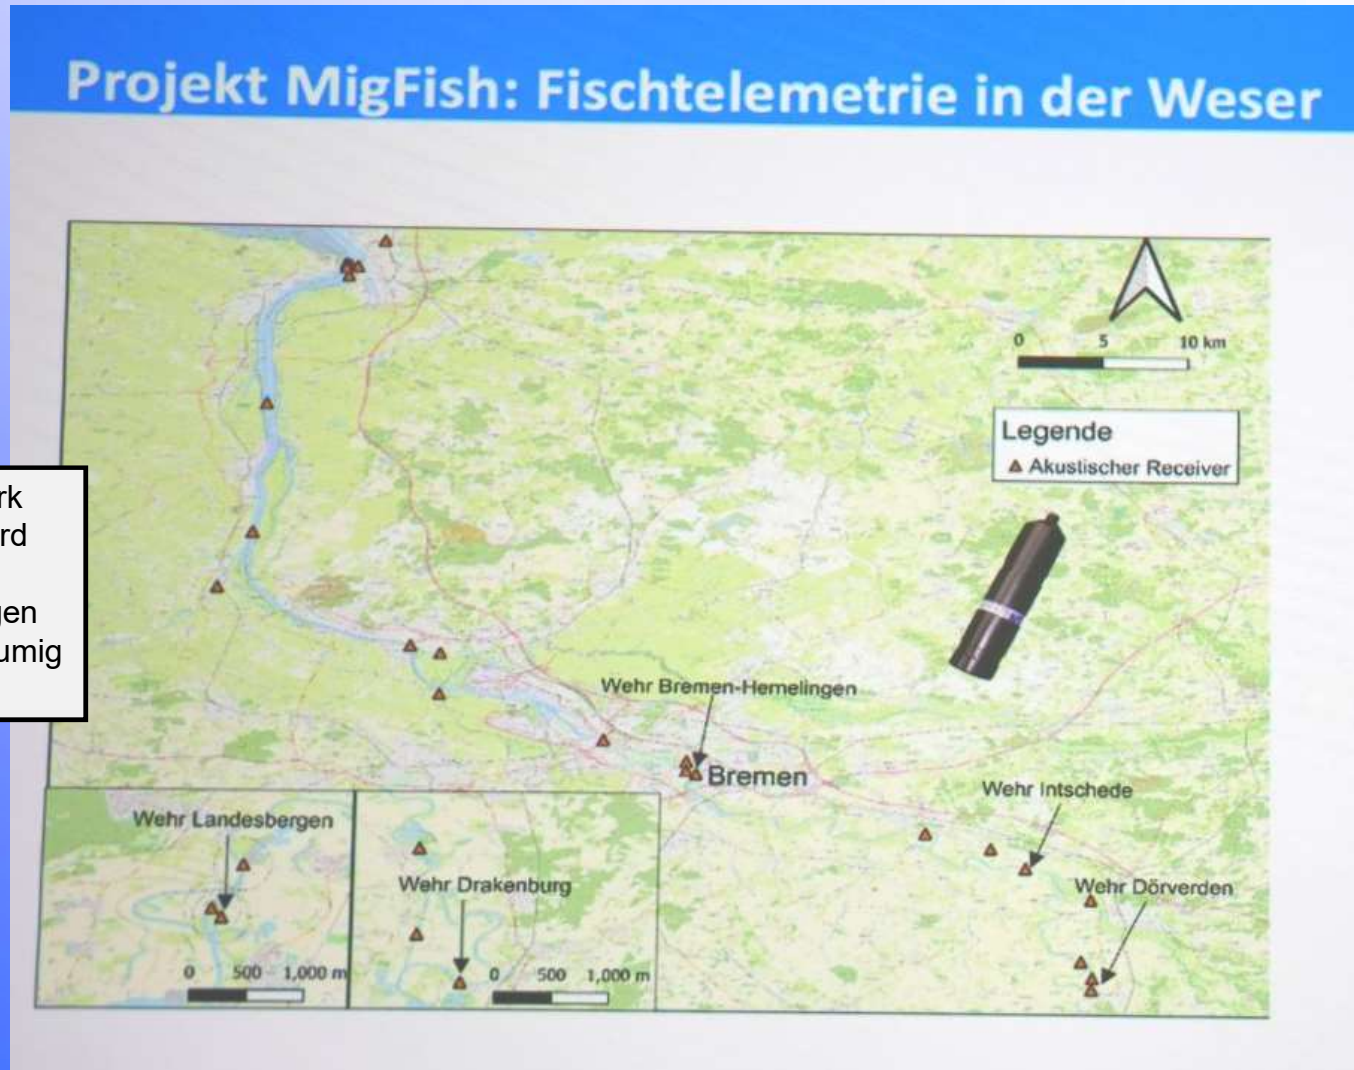 Projekt MigFish: Fischtelemetrie in der Weser
0 5 10 km
Legende
Akustischer Receiver
rk
rd
gen
umig
Wehr Bremen-Hemelingen
Bremen
Wehr Intschede
Wehr Dörverden
Wehr Landesbergen
0 500 1,000 m
Wehr Drakenburg
0 500 1,000 m